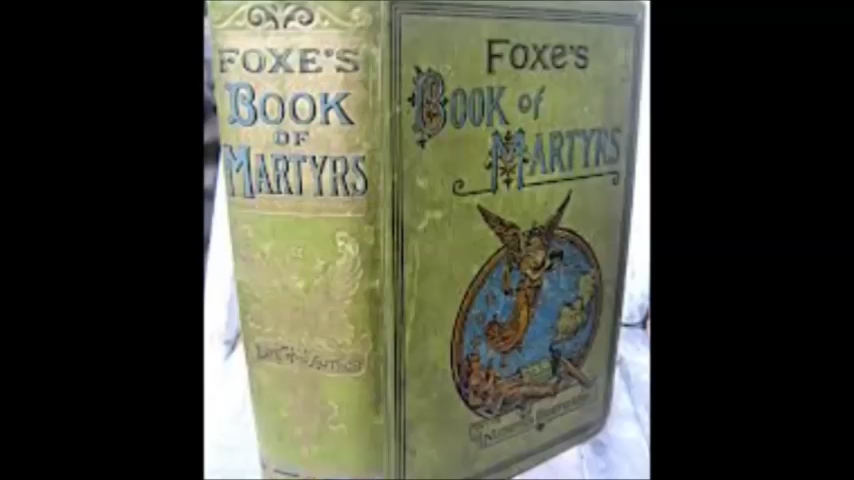 FOXE'S
BOOK
OF
MARTYRS
FOXE'S
BOOK of
MARTYRS